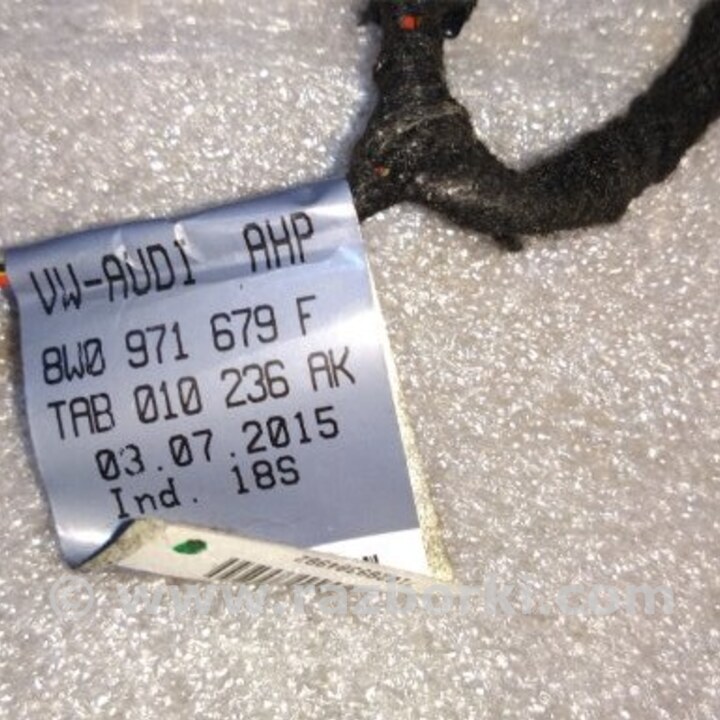 VW-AUDI AHP
8W0 971 679 F
TAB 010 236 AK
03.07.2015
Ind. 18S
© www.razborki.com